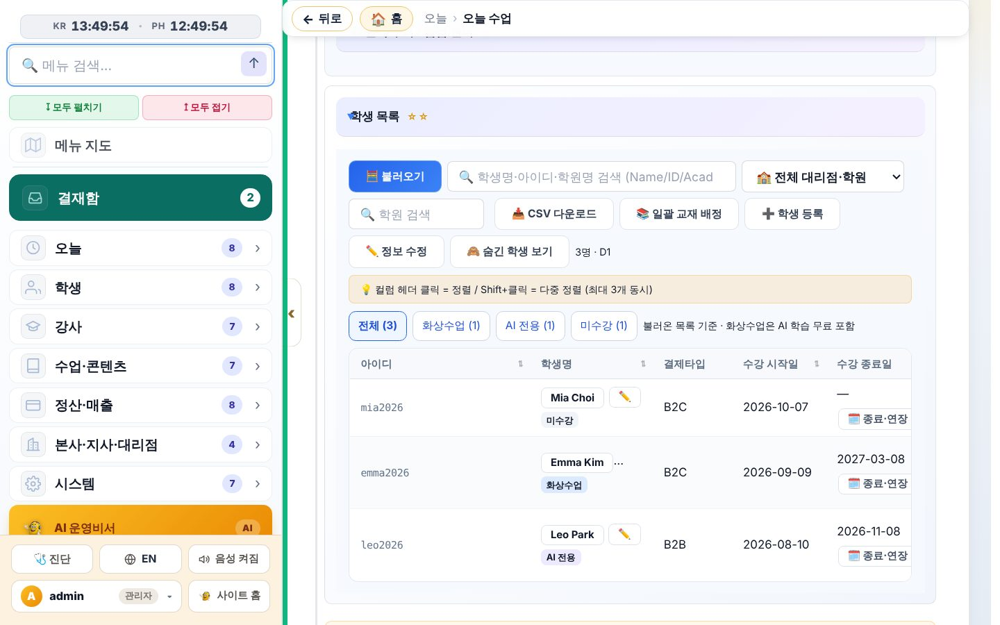 KR 13:49:54 • PH 12:49:54
메뉴 검색...
↑
↧ 모두 펼치기
↥ 모두 접기
메뉴 지도
결재함 2
오늘 8
학생 8
강사 7
수업·콘텐츠 7
정산·매출 8
본사·지사·대리점 4
시스템 7
AI 운영비서 AI
진단
EN
음성 켜짐
A admin 관리자
사이트 홈
← 뒤로
홈
오늘 › 오늘 수업
학생 목록 ☆☆
불러오기
학생명·아이디·학원명 검색 (Name/ID/Acad
전체 대리점·학원
학원 검색
CSV 다운로드
일괄 교재 배정
학생 등록
정보 수정
숨긴 학생 보기
3명 · D1
컬럼 헤더 클릭 = 정렬 / Shift+클릭 = 다중 정렬 (최대 3개 동시)
전체 (3)
화상수업 (1)
AI 전용 (1)
미수강 (1)
불러온 목록 기준 · 화상수업은 AI 학습 무료 포함
아이디 학생명 결제타입 수강 시작일 수강 종료일
mia2026 Mia Choi 미수강 B2C 2026-10-07 — 종료·연장
emma2026 Emma Kim ... 화상수업 B2C 2026-09-09 2027-03-08 종료·연장
leo2026 Leo Park AI 전용 B2B 2026-08-10 2026-11-08 종료·연장